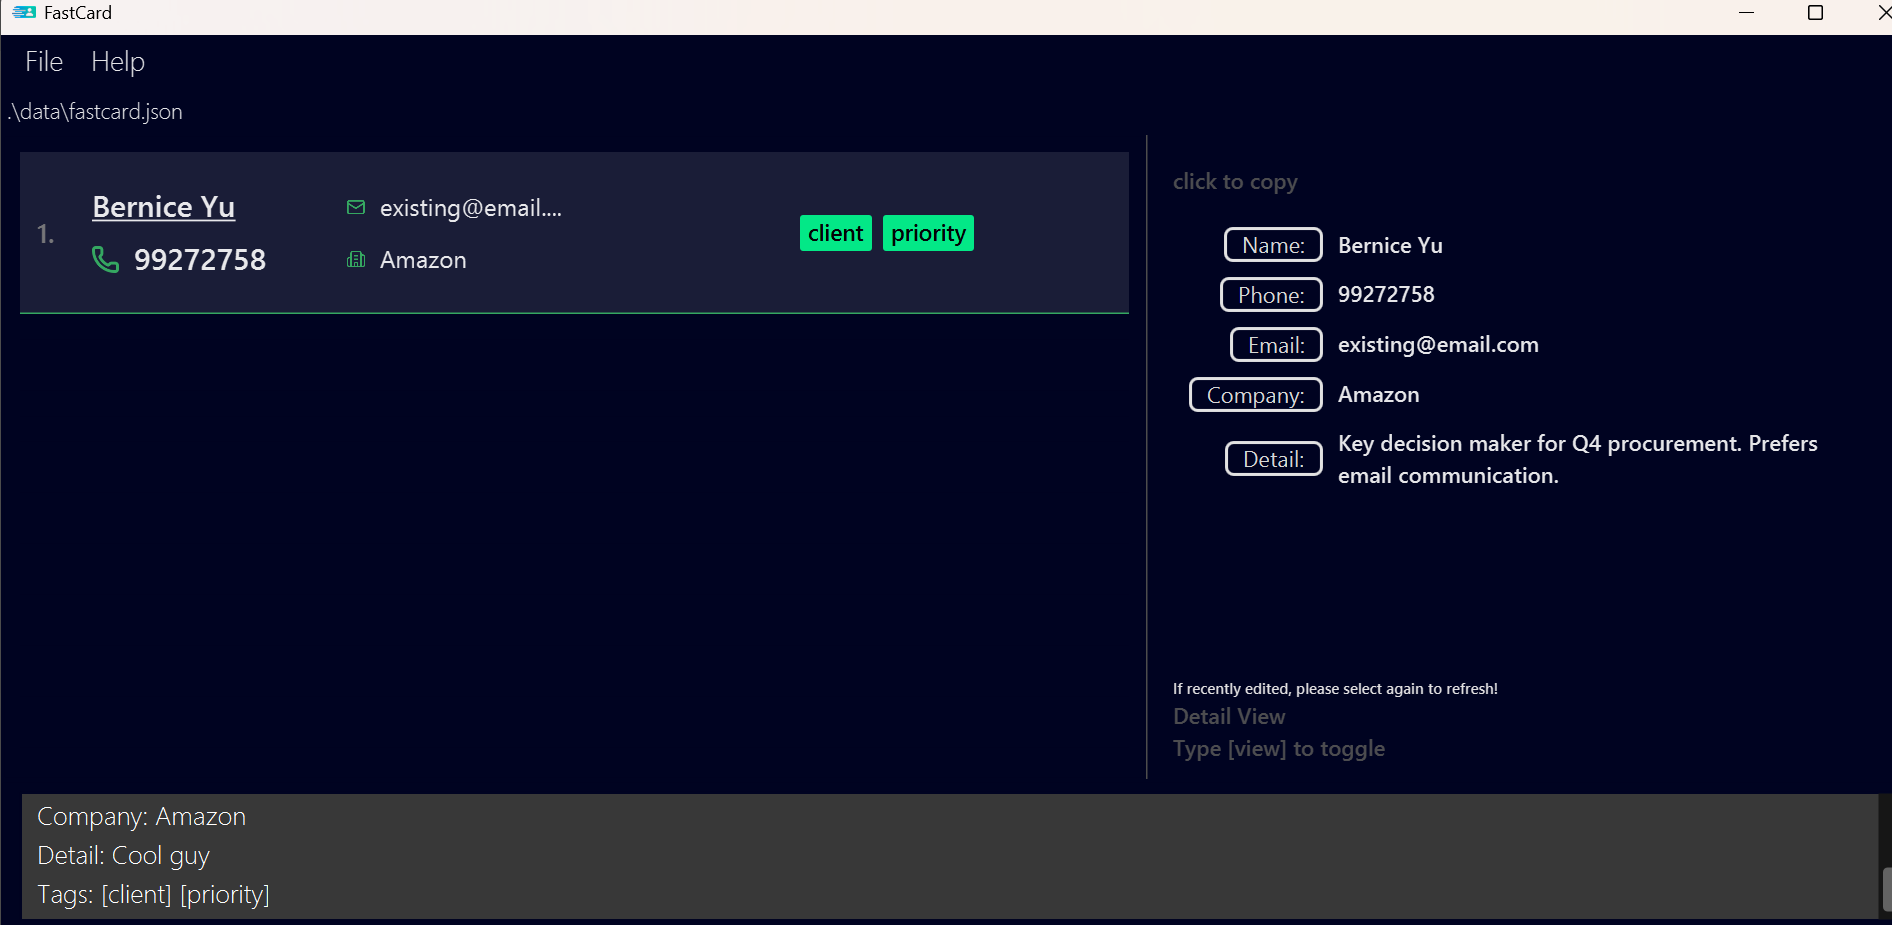 FastCard
File Help
.\data\fastcard.json
1.
Bernice Yu
99272758
existing@email....
Amazon
client priority
click to copy
Name: Bernice Yu
Phone: 99272758
Email: existing@email.com
Company: Amazon
Detail: Key decision maker for Q4 procurement. Prefers
email communication.
If recently edited, please select again to refresh!
Detail View
Type [view] to toggle
Company: Amazon
Detail: Cool guy
Tags: [client] [priority]